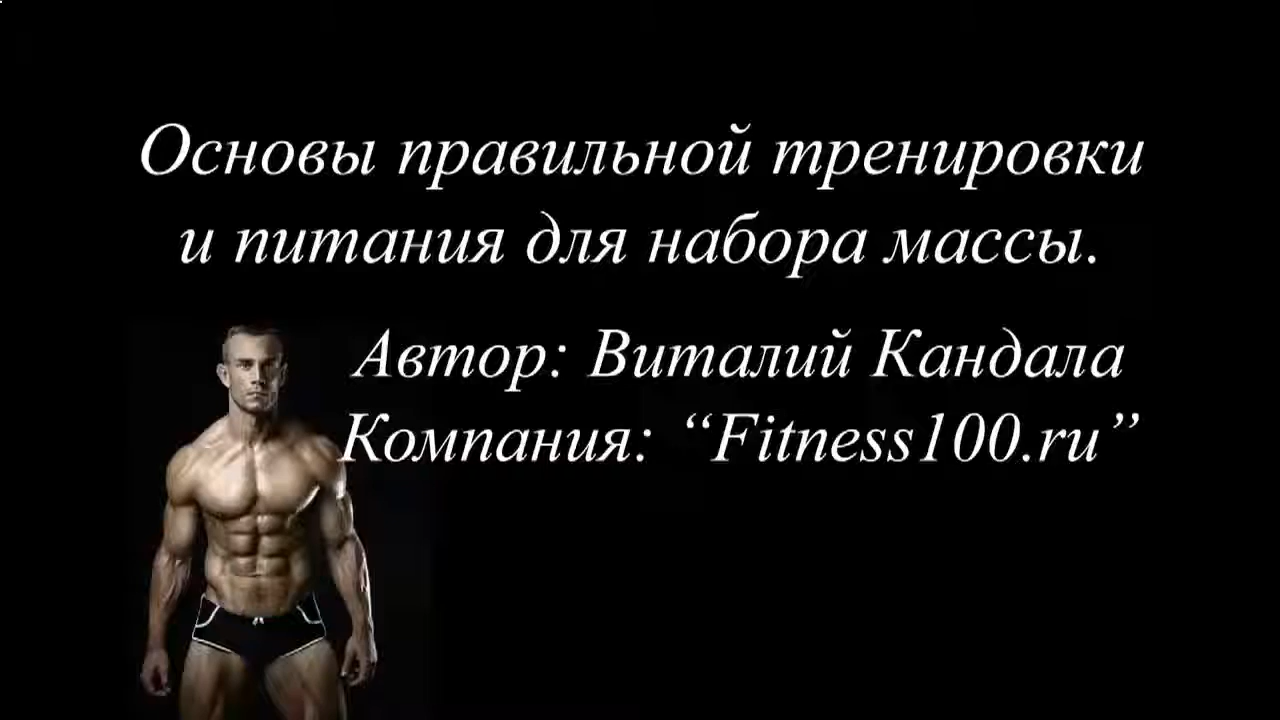 Основы правильной тренировки
и питания для набора массы.
Автор: Виталий Кандала
Компания: “Fitness100.ru”